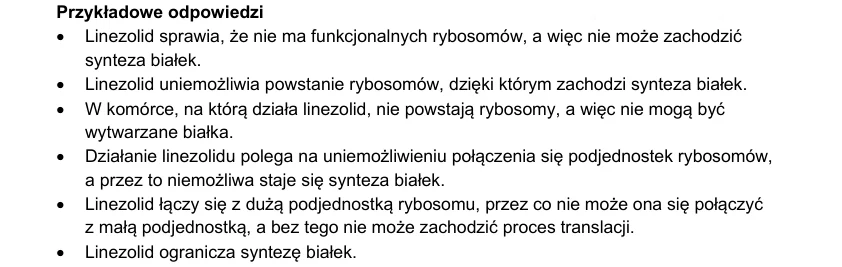 Przykładowe odpowiedzi
• Linezolid sprawia, że nie ma funkcjonalnych rybosomów, a więc nie może zachodzić
synteza białek.
• Linezolid uniemożliwia powstanie rybosomów, dzięki którym zachodzi synteza białek.
• W komórce, na którą działa linezolid, nie powstają rybosomy, a więc nie mogą być
wytwarzane białka.
• Działanie linezolidu polega na uniemożliwieniu połączenia się podjednostek rybosomów,
a przez to niemożliwa staje się synteza białek.
• Linezolid łączy się z dużą podjednostką rybosomu, przez co nie może ona się połączyć
z małą podjednostką, a bez tego nie może zachodzić proces translacji.
• Linezolid ogranicza syntezę białek.